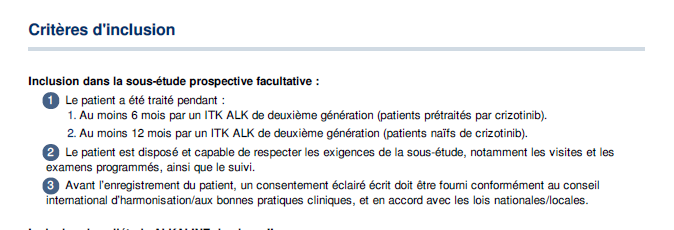 Critères d'inclusion
Inclusion dans la sous-étude prospective facultative :
1 Le patient a été traité pendant :
1. Au moins 6 mois par un ITK ALK de deuxième génération (patients prétraités par crizotinib).
2. Au moins 12 mois par un ITK ALK de deuxième génération (patients naïfs de crizotinib).
2 Le patient est disposé et capable de respecter les exigences de la sous-étude, notamment les visites et les
examens programmés, ainsi que le suivi.
3 Avant l'enregistrement du patient, un consentement éclairé écrit doit être fourni conformément au conseil
international d'harmonisation/aux bonnes pratiques cliniques, et en accord avec les lois nationales/locales.